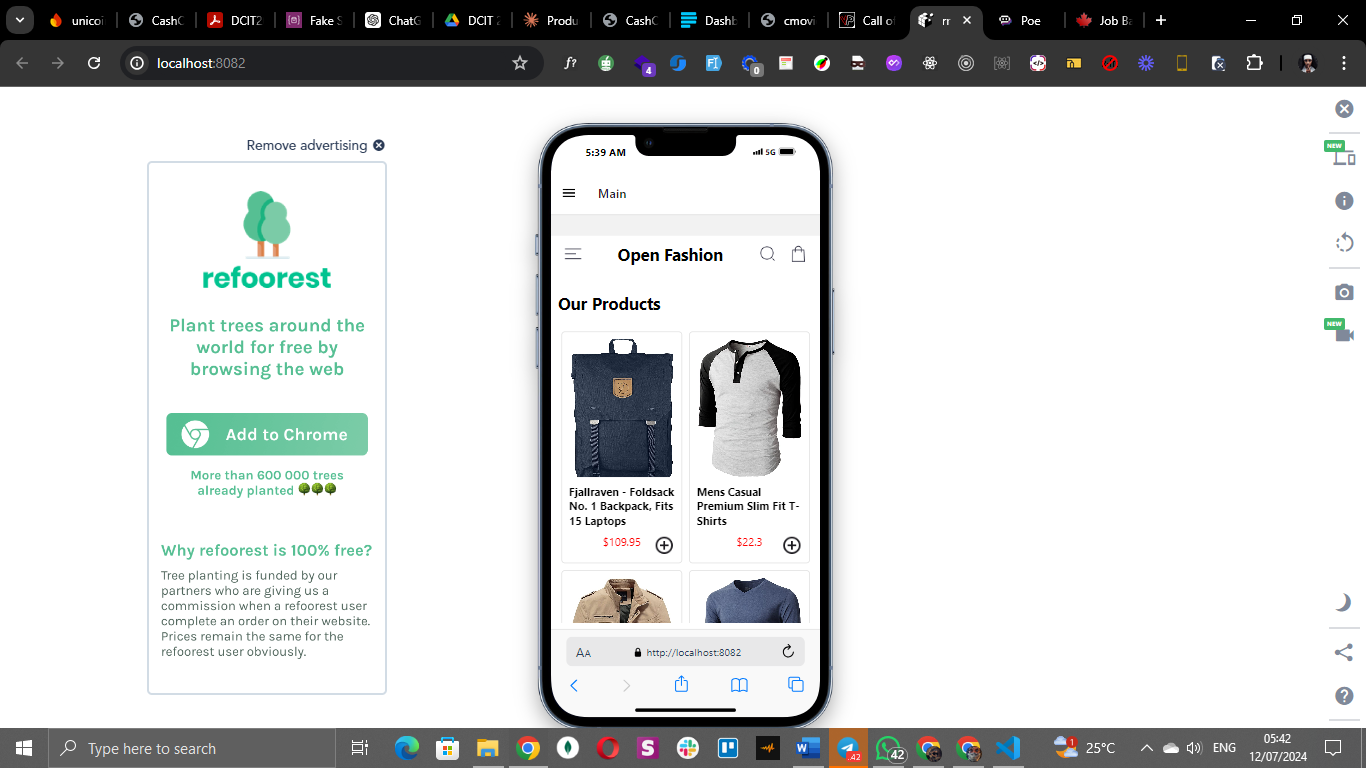 unicoi
CashC
DCIT2
Fake S
ChatG
DCIT 2
Produ
CashC
Dashb
cmovi
Call of
rr
Poe
Job Ba
localhost:8082
4
0
Remove advertising
refoorest
Plant trees around the
world for free by
browsing the web
Add to Chrome
More than 600 000 trees
already planted 🌳🌳🌳
Why refoorest is 100% free?
Tree planting is funded by our
partners who are giving us a
commission when a refoorest user
complete an order on their website.
Prices remain the same for the
refoorest user obviously.
5:39 AM
5G
Main
Open Fashion
Our Products
Fjallraven - Foldsack
No. 1 Backpack, Fits
15 Laptops
$109.95
Mens Casual
Premium Slim Fit T-
Shirts
$22.3
AA
http://localhost:8082
NEW
NEW
Type here to search
42
42
1
25°C
ENG
05:42
12/07/2024